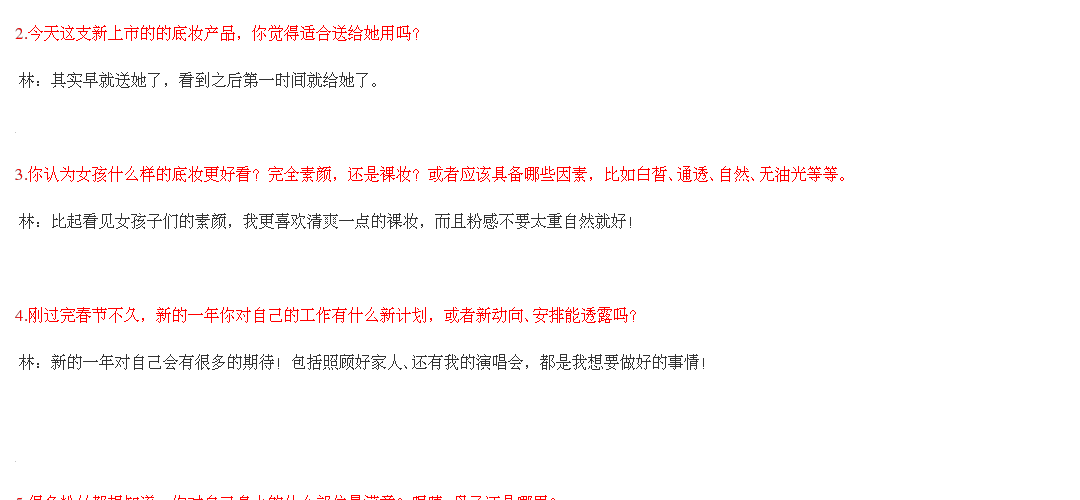 2.今天这支新上市的的底妆产品，你觉得适合送给她用吗？
林：其实早就送她了，看到之后第一时间就给她了。
3.你认为女孩什么样的底妆更好看？完全素颜，还是裸妆？或者应该具备哪些因素，比如白皙、通透、自然、无油光等等。
林：比起看见女孩子们的素颜，我更喜欢清爽一点的裸妆，而且粉感不要太重自然就好！
4.刚过完春节不久，新的一年你对自己的工作有什么新计划，或者新动向、安排能透露吗？
林：新的一年对自己会有很多的期待！包括照顾好家人、还有我的演唱会，都是我想要做好的事情！